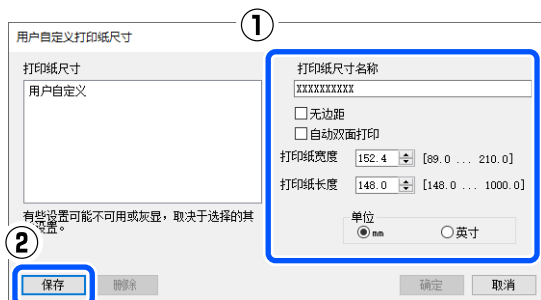 ①
用户自定义打印纸尺寸
打印纸尺寸
用户自定义
打印纸尺寸名称
XXXXXXXXXX
无边距
自动双面打印
打印纸宽度 152.4 [89.0 ... 210.0]
打印纸长度 148.0 [148.0 ... 1000.0]
单位
mm 英寸
有些设置可能不可用或灰显，取决于选择的其
设置。
②
保存 删除 确定 取消